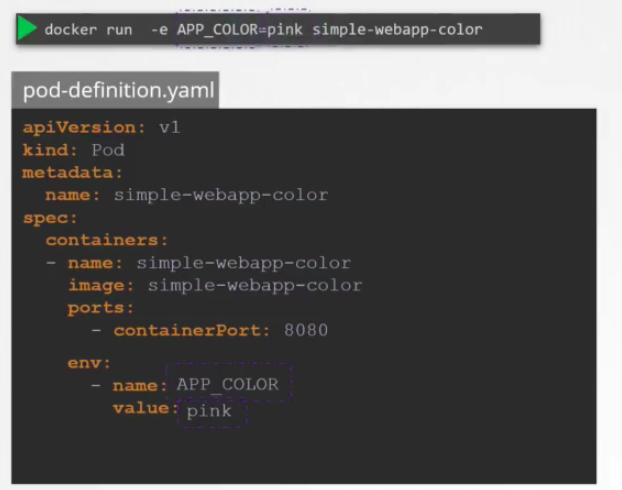 docker run -e APP_COLOR=pink simple-webapp-color
pod-definition.yaml
apiVersion: v1
kind: Pod
metadata:
  name: simple-webapp-color
spec:
  containers:
  - name: simple-webapp-color
    image: simple-webapp-color
    ports:
      - containerPort: 8080
    env:
      - name: APP_COLOR
        value: pink